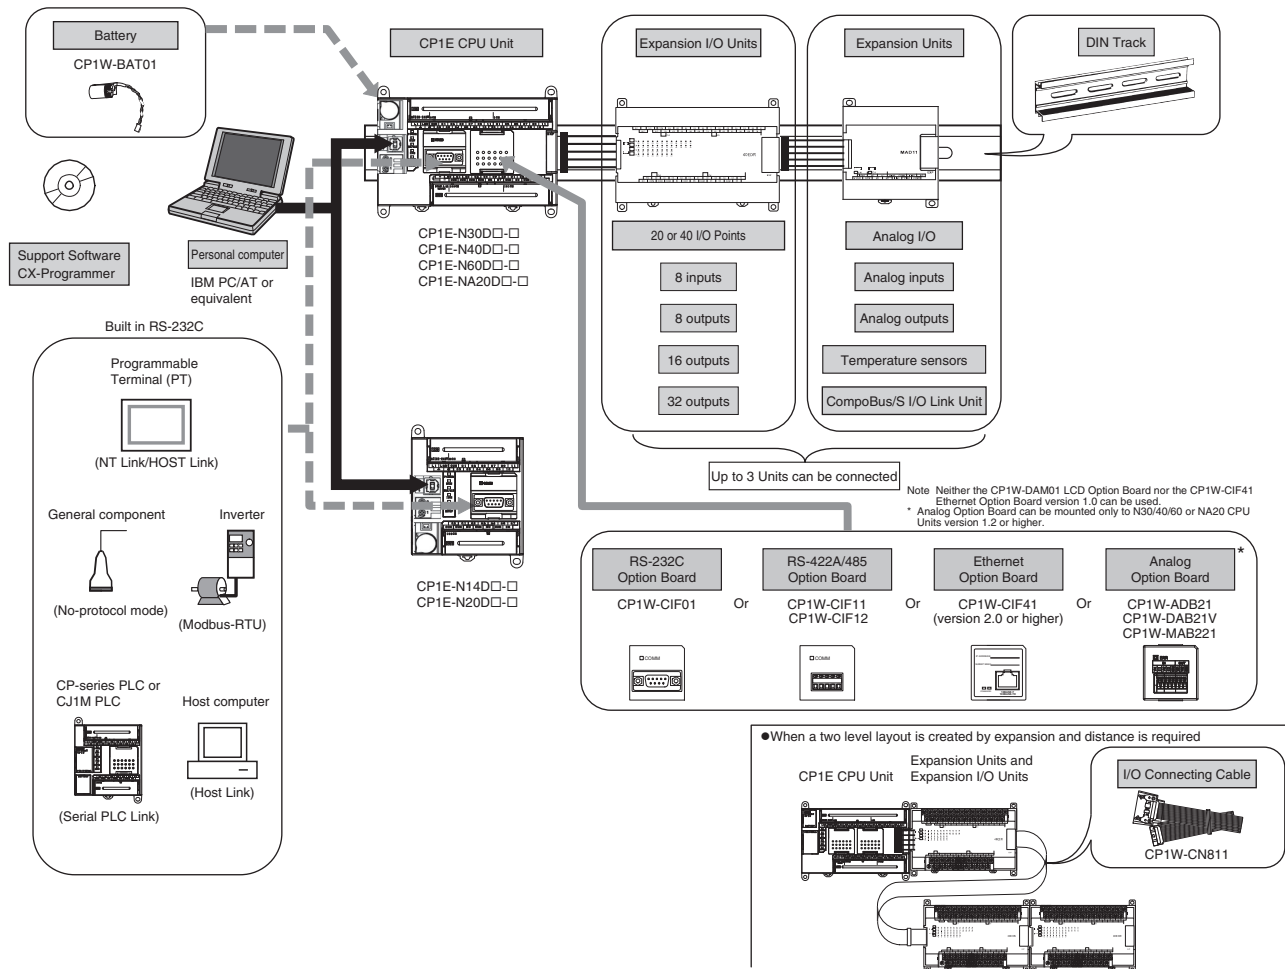 Battery
CP1W-BAT01
CP1E CPU Unit
Expansion I/O Units
Expansion Units
DIN Track
MAD11
Support Software
CX-Programmer
Personal computer
IBM PC/AT or
equivalent
CP1E-N30D□-□
CP1E-N40D□-□
CP1E-N60D□-□
CP1E-NA20D□-□
20 or 40 I/O Points
8 inputs
8 outputs
16 outputs
32 outputs
Analog I/O
Analog inputs
Analog outputs
Temperature sensors
CompoBus/S I/O Link Unit
Up to 3 Units can be connected
Built in RS-232C
Programmable
Terminal (PT)
(NT Link/HOST Link)
General component
Inverter
(No-protocol mode)
(Modbus-RTU)
CP-series PLC or
CJ1M PLC
Host computer
(Serial PLC Link)
(Host Link)
CP1E-N14D□-□
CP1E-N20D□-□
Note Neither the CP1W-DAM01 LCD Option Board nor the CP1W-CIF41
Ethernet Option Board version 1.0 can be used.
* Analog Option Board can be mounted only to N30/40/60 or NA20 CPU
Units version 1.2 or higher.
RS-232C
Option Board
CP1W-CIF01
Or
RS-422A/485
Option Board
CP1W-CIF11
CP1W-CIF12
Or
Ethernet
Option Board
CP1W-CIF41
(version 2.0 or higher)
Or
Analog
Option Board
*
CP1W-ADB21
CP1W-DAB21V
CP1W-MAB221
COMM
COMM
●When a two level layout is created by expansion and distance is required
CP1E CPU Unit
Expansion Units and
Expansion I/O Units
I/O Connecting Cable
CP1W-CN811